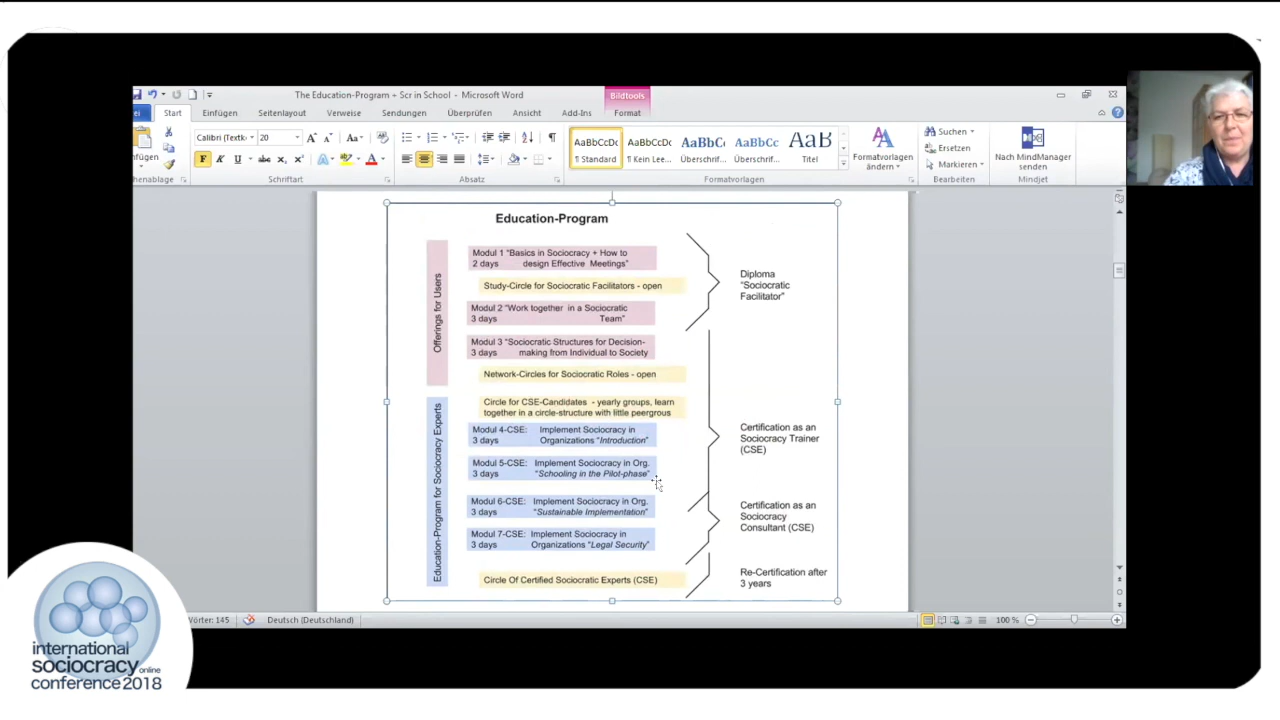 The Education-Program + Scr in School - Microsoft Word
Bildtools
Start Einfügen Seitenlayout Verweise Sendungen Überprüfen Ansicht Add-Ins Format
Calibri (Textk 20
AaBbCcDc AaBbCcDc AaBbC AaBbCc AaB
¶ Standard ¶ Kein Lee... Überschrif... Überschrif... Titel
Formatvorlagen
ändern
Suchen
Ersetzen
Markieren
Nach MindManager
senden
Schriftart Absatz Formatvorlagen Bearbeiten Mindjet
Education-Program
Offerings for Users
Modul 1 "Basics in Sociocracy + How to
2 days design Effective Meetings"
Study-Circle for Sociocratic Facilitators - open
Modul 2 "Work together in a Sociocratic
3 days Team"
Diploma
"Sociocratic
Facilitator"
Modul 3 "Sociocratic Structures for Decision-
3 days making from Individual to Society
Network-Circles for Sociocratic Roles - open
Education-Program for Sociocracy Experts
Circle for CSE-Candidates - yearly groups, learn
together in a circle-structure with little peergrous
Modul 4-CSE: Implement Sociocracy in
3 days Organizations "Introduction"
Modul 5-CSE: Implement Sociocracy in Org.
3 days "Schooling in the Pilot-phase"
Certification as an
Sociocracy Trainer
(CSE)
Modul 6-CSE: Implement Sociocracy in Org.
3 days "Sustainable Implementation"
Modul 7-CSE: Implement Sociocracy in
3 days Organizations "Legal Security"
Certification as an
Sociocracy
Consultant (CSE)
Circle Of Certified Sociocratic Experts (CSE)
Re-Certification after
3 years
Wörter: 145 Deutsch (Deutschland) 100 %
international
sociocracy online
conference 2018